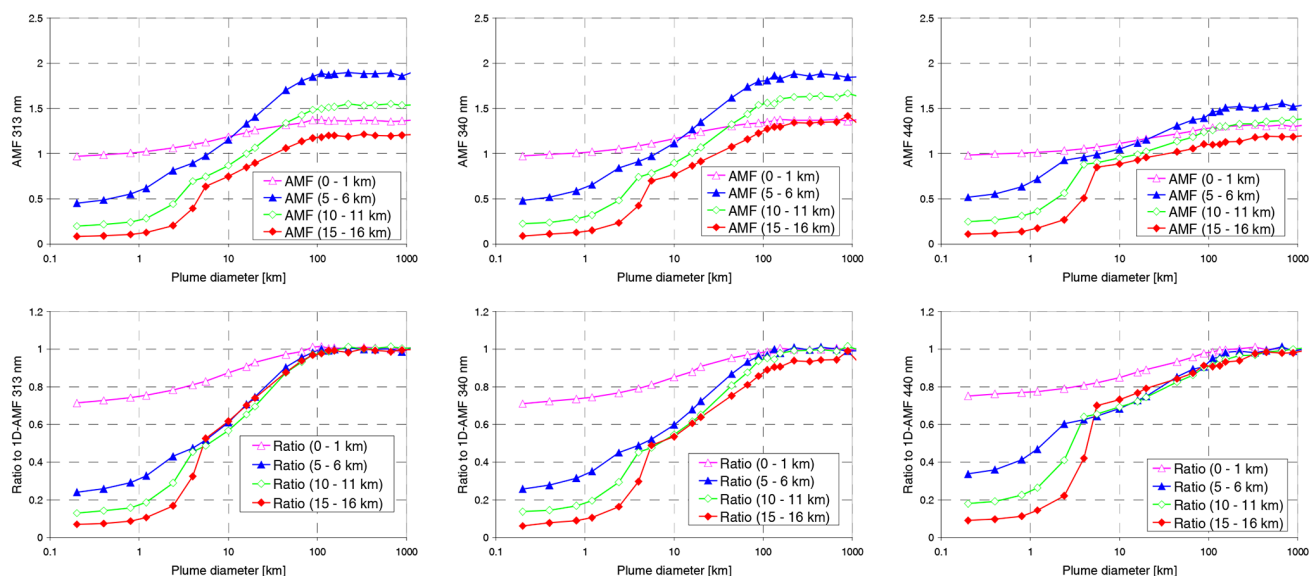 2.5
2
1.5
1
0.5
0
AMF 313 nm
AMF (0 - 1 km)
AMF (5 - 6 km)
AMF (10 - 11 km)
AMF (15 - 16 km)
0.1 1 10 100 1000
Plume diameter [km]
2.5
2
1.5
1
0.5
0
AMF 340 nm
AMF (0 - 1 km)
AMF (5 - 6 km)
AMF (10 - 11 km)
AMF (15 - 16 km)
0.1 1 10 100 1000
Plume diameter [km]
2.5
2
1.5
1
0.5
0
AMF 440 nm
AMF (0 - 1 km)
AMF (5 - 6 km)
AMF (10 - 11 km)
AMF (15 - 16 km)
0.1 1 10 100 1000
Plume diameter [km]
1.2
1
0.8
0.6
0.4
0.2
0
Ratio to 1D-AMF 313 nm
Ratio (0 - 1 km)
Ratio (5 - 6 km)
Ratio (10 - 11 km)
Ratio (15 - 16 km)
0.1 1 10 100 1000
Plume diameter [km]
1.2
1
0.8
0.6
0.4
0.2
0
Ratio to 1D-AMF 340 nm
Ratio (0 - 1 km)
Ratio (5 - 6 km)
Ratio (10 - 11 km)
Ratio (15 - 16 km)
0.1 1 10 100 1000
Plume diameter [km]
1.2
1
0.8
0.6
0.4
0.2
0
Ratio to 1D-AMF 440 nm
Ratio (0 - 1 km)
Ratio (5 - 6 km)
Ratio (10 - 11 km)
Ratio (15 - 16 km)
0.1 1 10 100 1000
Plume diameter [km]